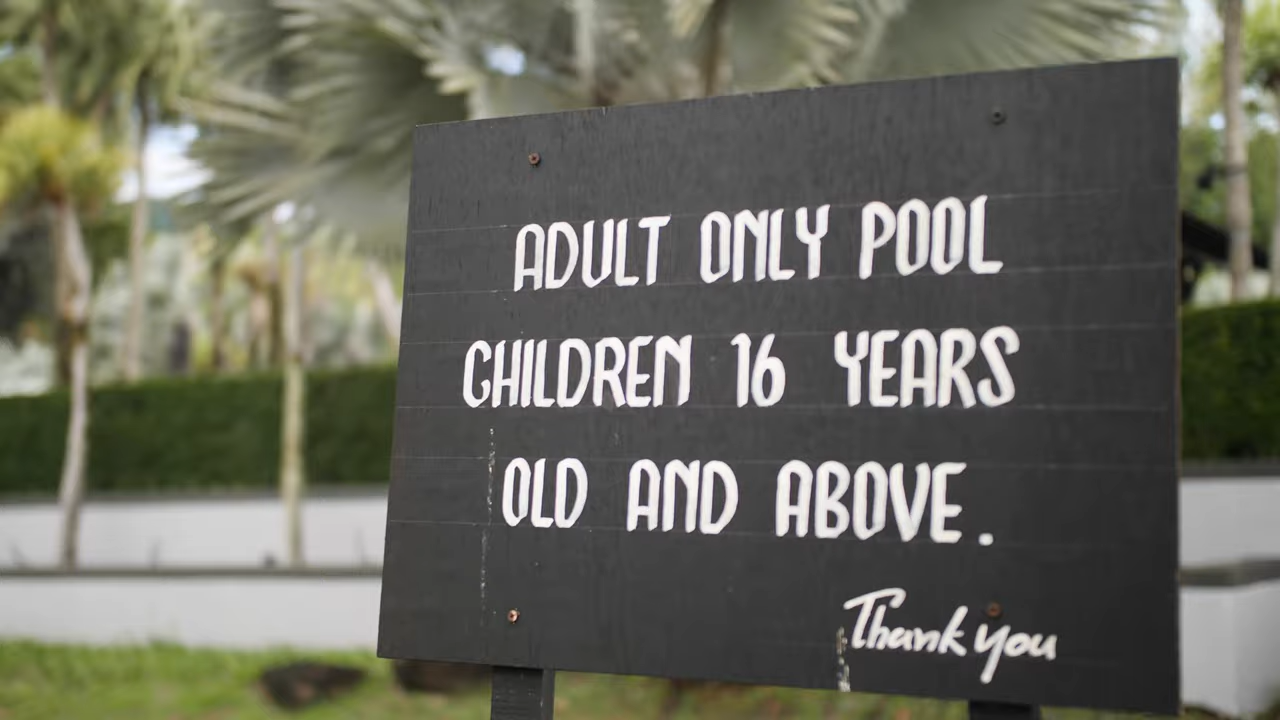 ADULT ONLY POOL
CHILDREN 16 YEARS
OLD AND ABOVE.
Thank you